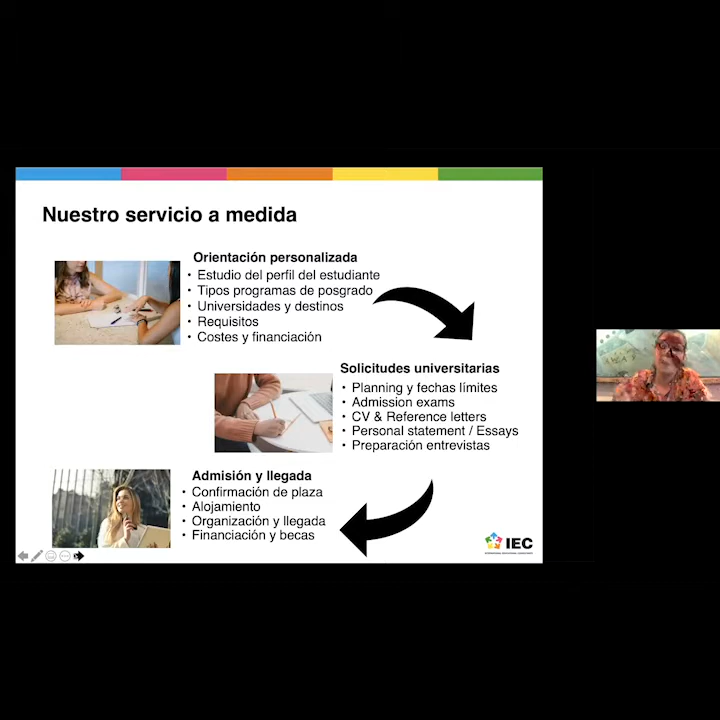 Nuestro servicio a medida
Orientación personalizada
• Estudio del perfil del estudiante
• Tipos programas de posgrado
• Universidades y destinos
• Requisitos
• Costes y financiación
Solicitudes universitarias
• Planning y fechas límites
• Admission exams
• CV & Reference letters
• Personal statement / Essays
• Preparación entrevistas
Admisión y llegada
• Confirmación de plaza
• Alojamiento
• Organización y llegada
• Financiación y becas
IEC